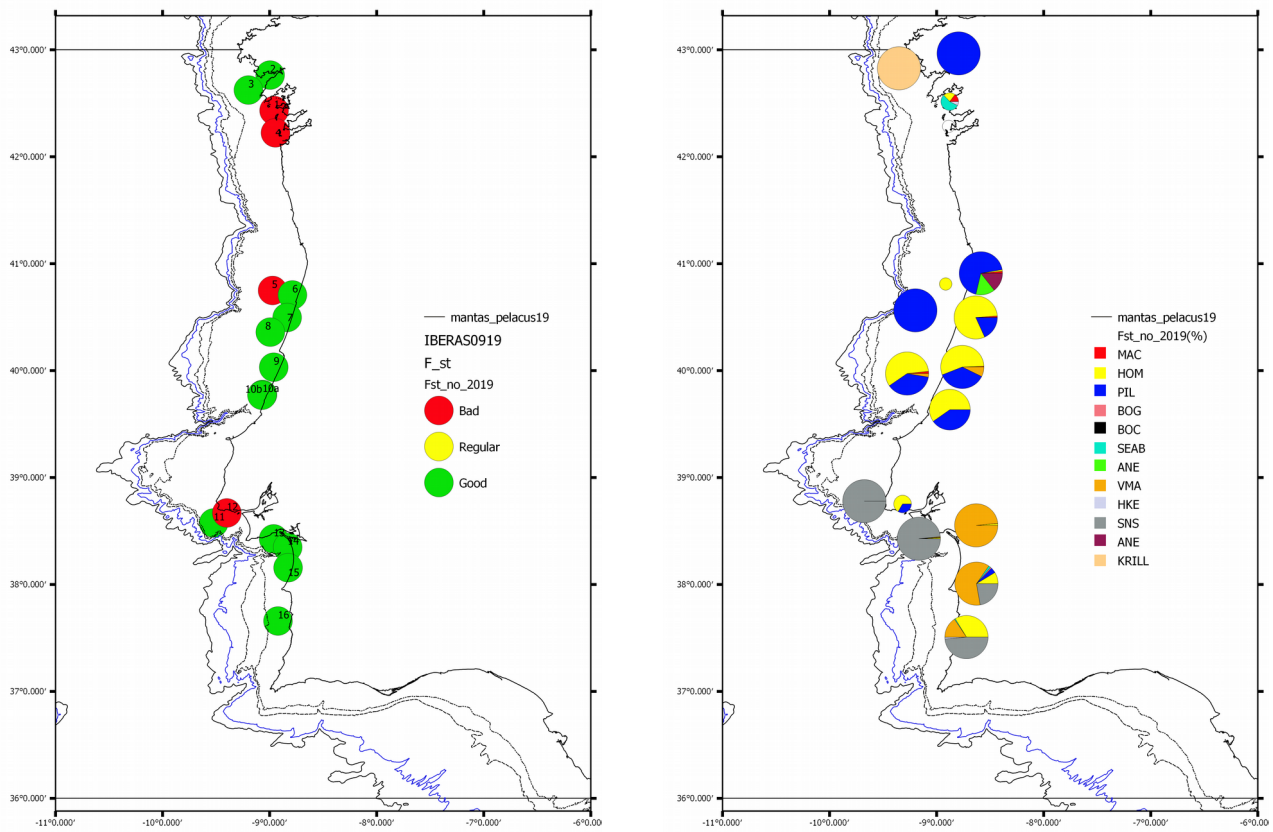 43°0.000'
42°0.000'
41°0.000'
40°0.000'
39°0.000'
38°0.000'
37°0.000'
36°0.000'
-11°0.000'
-10°0.000'
-9°0.000'
-8°0.000'
-7°0.000'
-6°0.000'
2
3
1
4
5
6
7
8
9
10b 10a
12
11
13
14
15
16
mantas_pelacus19
IBERAS0919
F_st
Fst_no_2019
Bad
Regular
Good
43°0.000'
42°0.000'
41°0.000'
40°0.000'
39°0.000'
38°0.000'
37°0.000'
36°0.000'
-11°0.000'
-10°0.000'
-9°0.000'
-8°0.000'
-7°0.000'
-6°0.000'
mantas_pelacus19
Fst_no_2019(%)
MAC
HOM
PIL
BOG
BOC
SEAB
ANE
VMA
HKE
SNS
ANE
KRILL